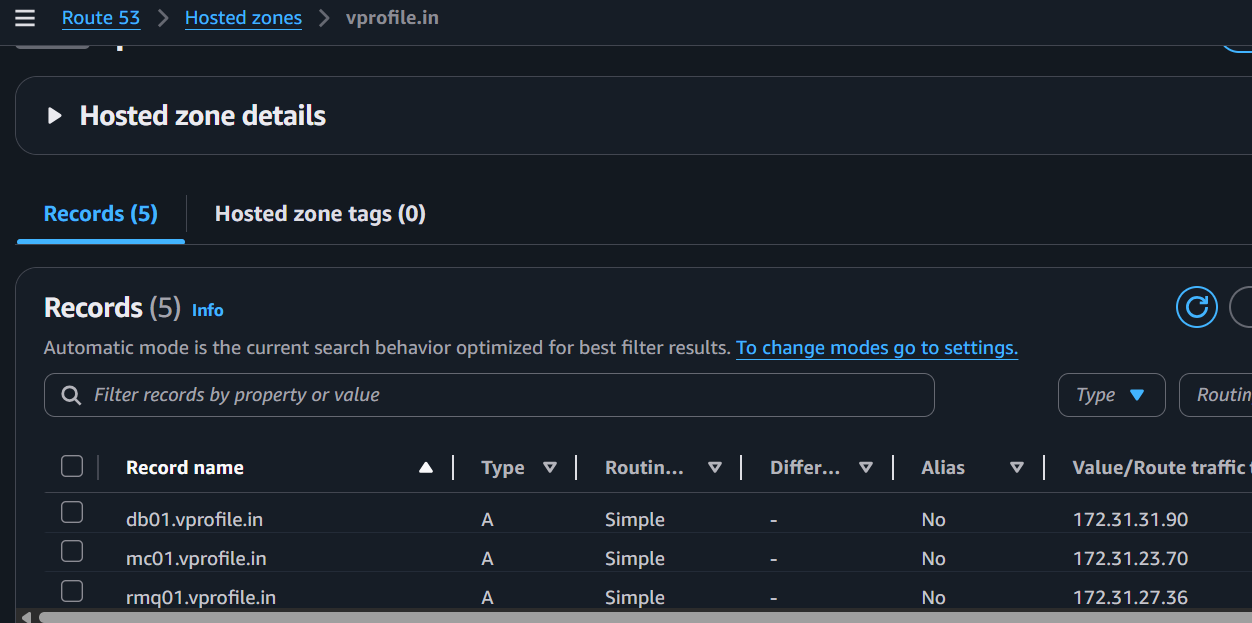 Route 53 > Hosted zones > vprofile.in
Hosted zone details
Records (5) Hosted zone tags (0)
Records (5) Info
Automatic mode is the current search behavior optimized for best filter results. To change modes go to settings.
Filter records by property or value Type Routin
Record name Type Routin... Differ... Alias Value/Route traffic
db01.vprofile.in A Simple - No 172.31.31.90
mc01.vprofile.in A Simple - No 172.31.23.70
rmq01.vprofile.in A Simple - No 172.31.27.36